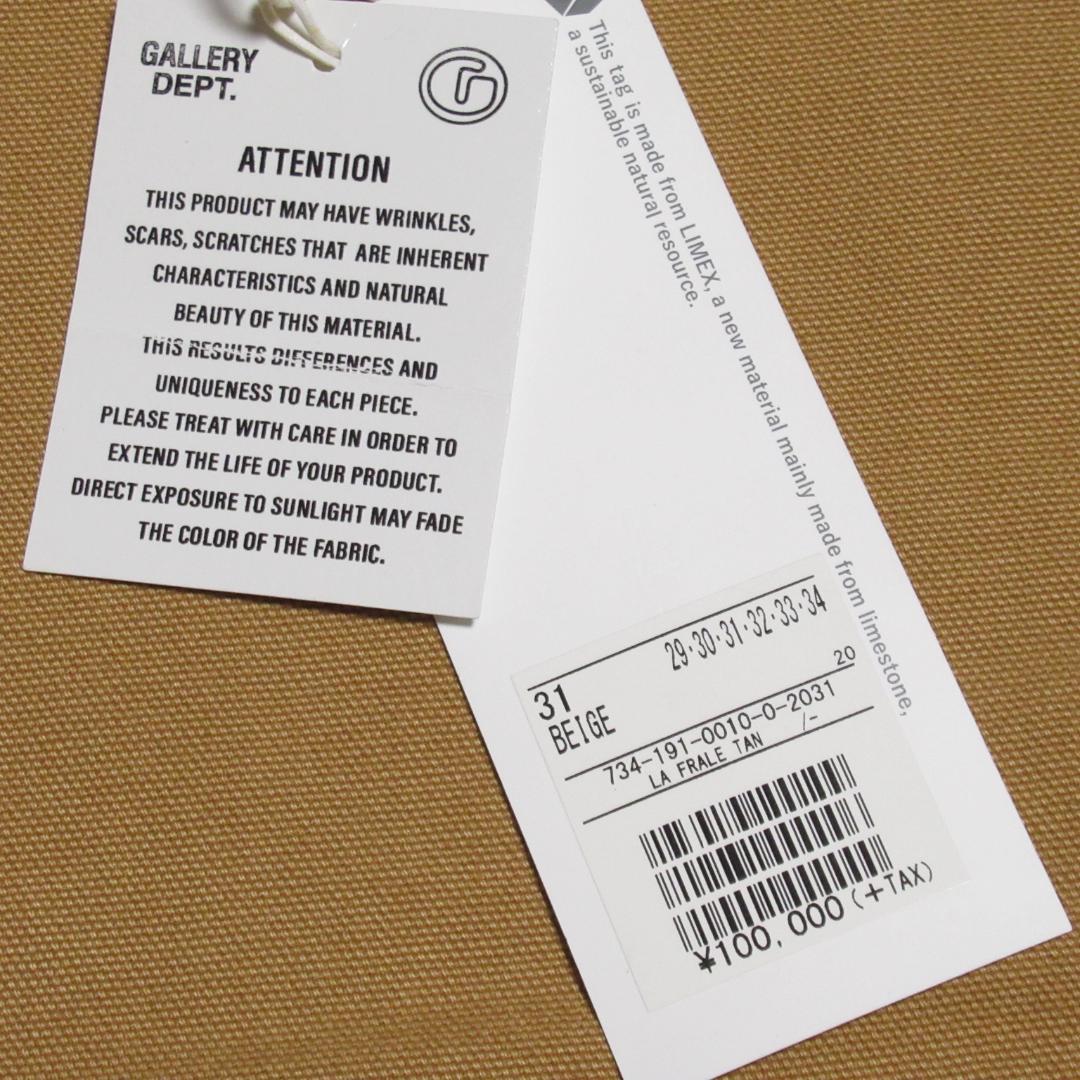 GALLERY
DEPT.
ATTENTION
THIS PRODUCT MAY HAVE WRINKLES,
SCARS, SCRATCHES THAT ARE INHERENT
CHARACTERISTICS AND NATURAL
BEAUTY OF THIS MATERIAL.
THIS RESULTS DIFFERENCES AND
UNIQUENESS TO EACH PIECE.
PLEASE TREAT WITH CARE IN ORDER TO
EXTEND THE LIFE OF YOUR PRODUCT.
DIRECT EXPOSURE TO SUNLIGHT MAY FADE
THE COLOR OF THE FABRIC.
This tag is made from LIMEX, a new material mainly made from limestone,
a sustainable natural resource.
29·30·31·32·33·34
31
BEIGE
20
734-191-0010-0-2031
LA FRALE TAN /-
¥100,000(+TAX)